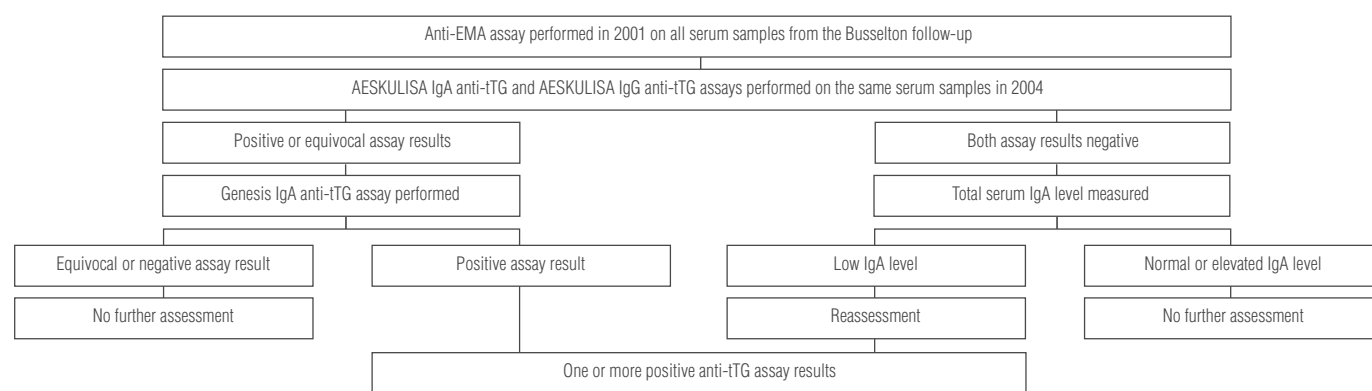 Anti-EMA assay performed in 2001 on all serum samples from the Busselton follow-up
AESKULISA IgA anti-tTG and AESKULISA IgG anti-tTG assays performed on the same serum samples in 2004
Positive or equivocal assay results
Both assay results negative
Genesis IgA anti-tTG assay performed
Total serum IgA level measured
Equivocal or negative assay result
Positive assay result
Low IgA level
Normal or elevated IgA level
No further assessment
Reassessment
No further assessment
One or more positive anti-tTG assay results